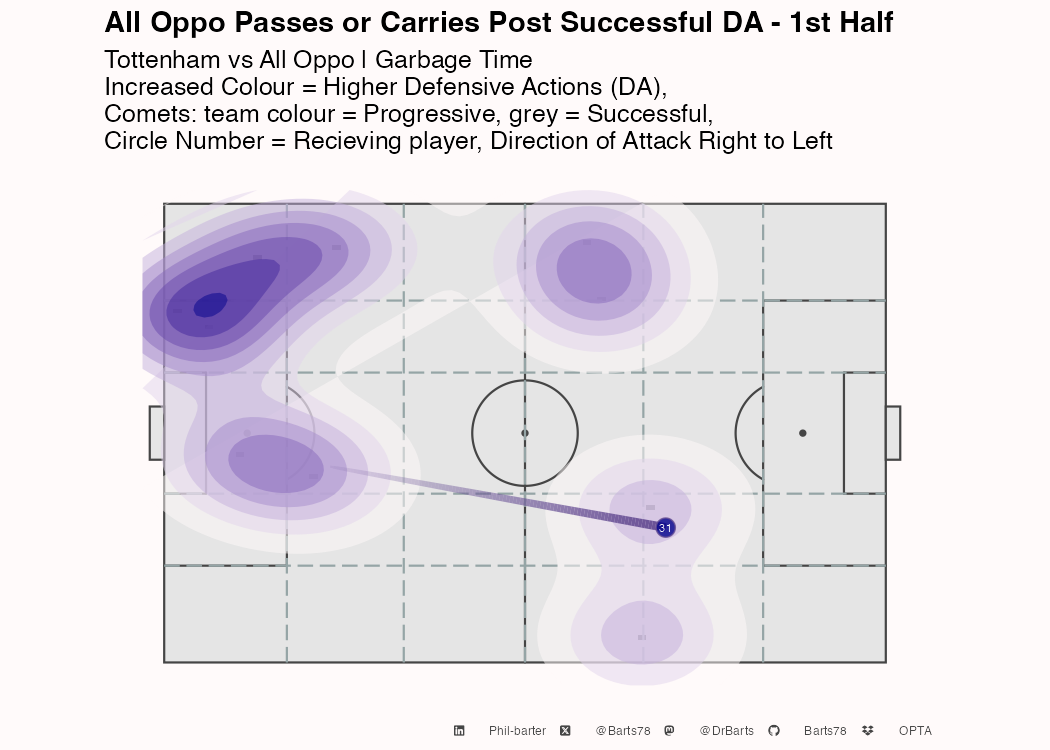 All Oppo Passes or Carries Post Successful DA - 1st Half
Tottenham vs All Oppo | Garbage Time
Increased Colour = Higher Defensive Actions (DA),
Comets: team colour = Progressive, grey = Successful,
Circle Number = Recieving player, Direction of Attack Right to Left
31
Phil-barter @Barts78 @DrBarts Barts78 OPTA